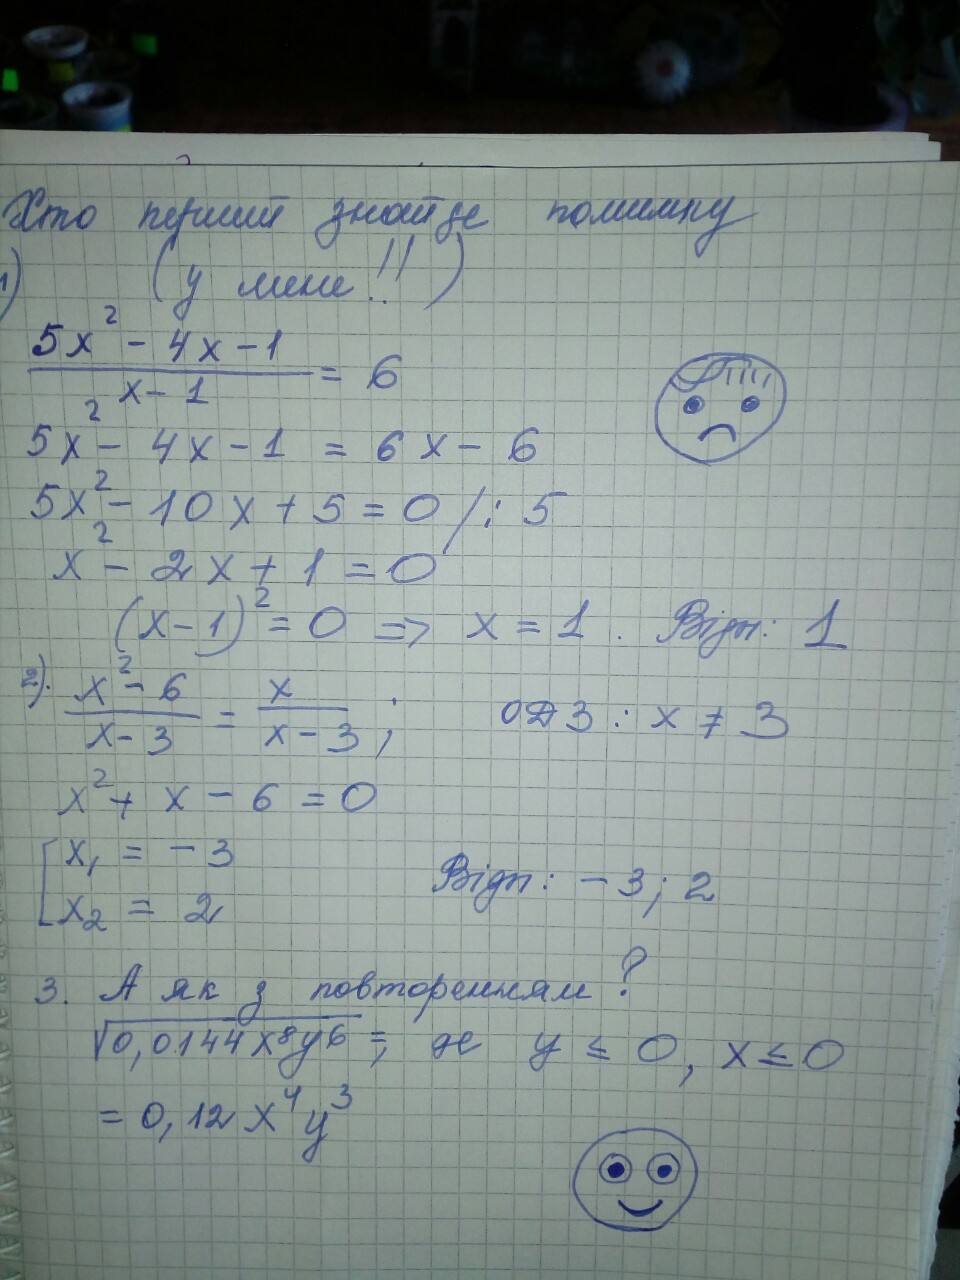 Хто перший знайде помилку
1) (у мене!!)
5x² - 4x - 1 / x - 1 = 6
5x² - 4x - 1 = 6x - 6
5x² - 10x + 5 = 0 /: 5
x² - 2x + 1 = 0
(x - 1)² = 0 => x = 1. Відп: 1
2). x² - 6 / x - 3 = x / x - 3; ОДЗ: x ≠ 3
x² + x - 6 = 0
[x₁ = -3
x₂ = 2 Відп: -3; 2
3. А як з повторенням?
√0,0144x⁸y⁶ =, де y ≤ 0, x ≤ 0
= 0,12x⁴y³